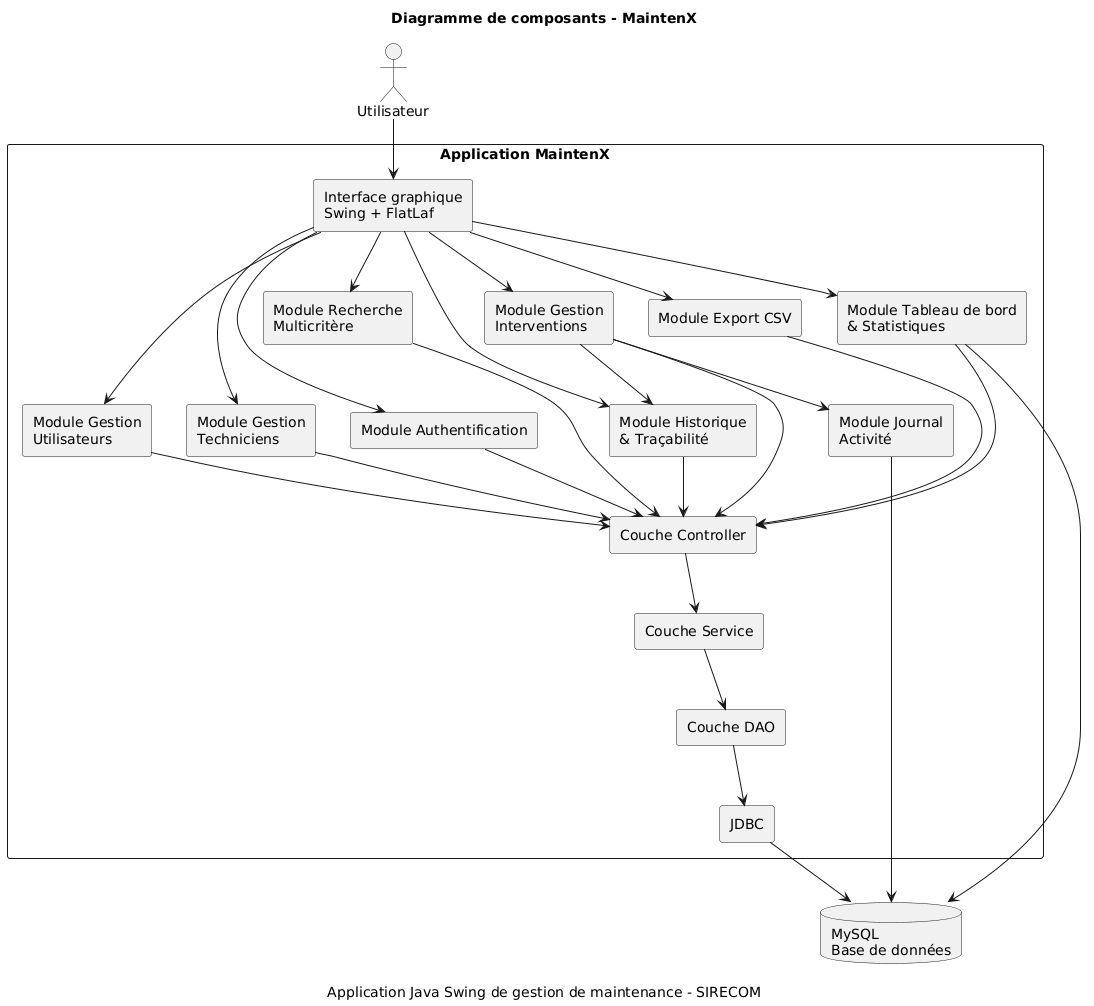 Diagramme de composants - MaintenX
Utilisateur
Application MaintenX
Interface graphique
Swing + FlatLaf
Module Recherche
Multicritère
Module Gestion
Interventions
Module Export CSV
Module Tableau de bord
& Statistiques
Module Gestion
Utilisateurs
Module Gestion
Techniciens
Module Authentification
Module Historique
& Traçabilité
Module Journal
Activité
Couche Controller
Couche Service
Couche DAO
JDBC
MySQL
Base de données
Application Java Swing de gestion de maintenance - SIRECOM